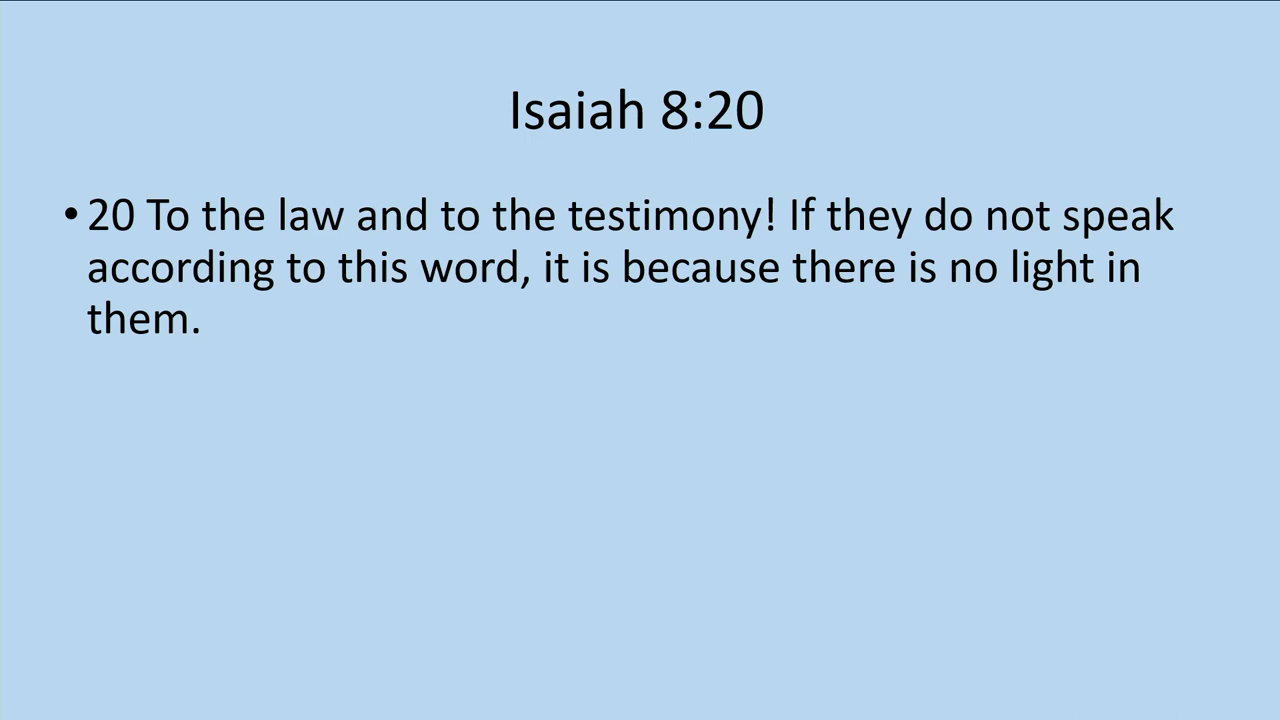 Isaiah 8:20
• 20 To the law and to the testimony! If they do not speak
according to this word, it is because there is no light in
them.